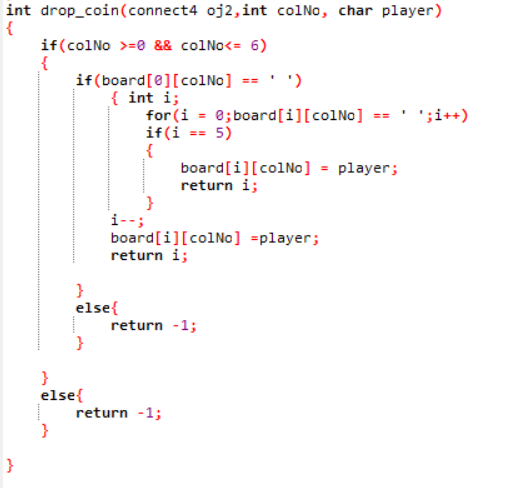 int drop_coin(connect4 oj2,int colNo, char player)
{
    if(colNo >=0 && colNo<= 6)
    {
        if(board[0][colNo] == ' ')
            { int i;
                for(i = 0;board[i][colNo] == ' ';i++)
                if(i == 5)
                {
                    board[i][colNo] = player;
                    return i;
                }
            i--;
            board[i][colNo] =player;
            return i;
        }
        else{
            return -1;
        }
    }
    else{
        return -1;
    }
}